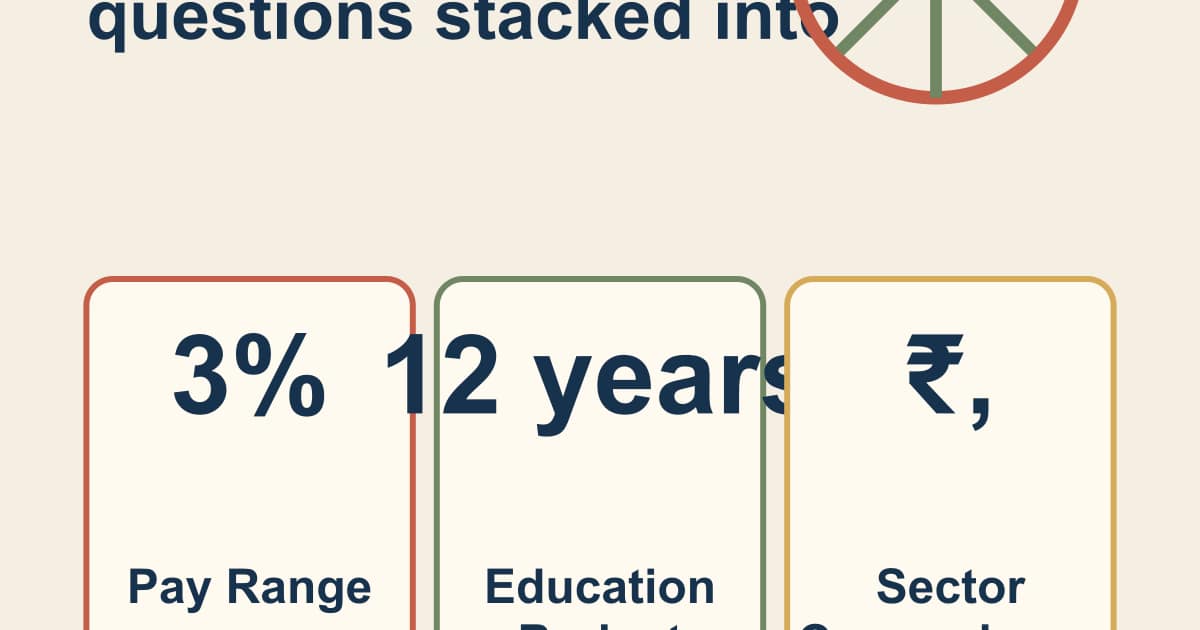 questions stacked into
3%
12 years
₹,
Pay Range
Education
Sector